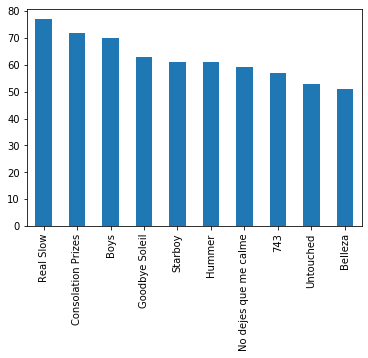 80
70
60
50
40
30
20
10
0
Real Slow
Consolation Prizes
Boys
Goodbye Soleil
Starboy
Hummer
No dejes que me calme
743
Untouched
Belleza